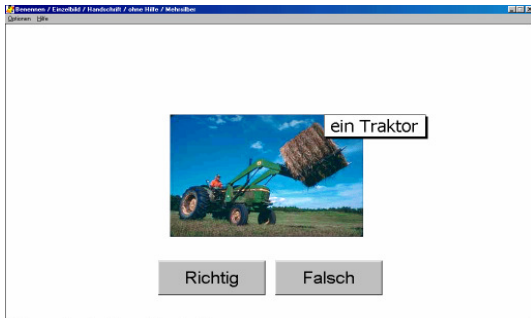 Benennen / Einzelbild / Handschrift / ohne Hilfe / Mehrsilber
Optionen Hilfe
ein Traktor
Richtig Falsch